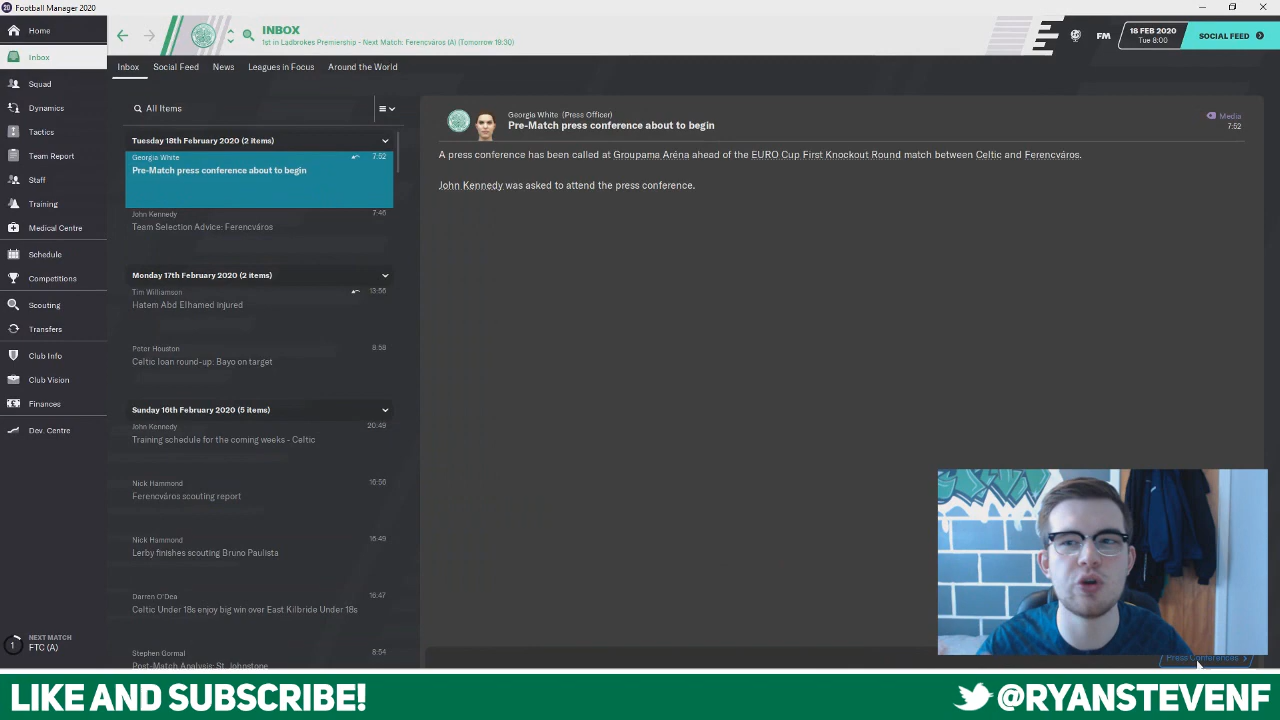 20 Football Manager 2020
Home
Inbox
Squad
Dynamics
Tactics
Team Report
Staff
Training
Medical Centre
Schedule
Competitions
Scouting
Transfers
Club Info
Club Vision
Finances
Dev. Centre
1 NEXT MATCH
FTC (A)
INBOX
1st in Ladbrokes Premiership - Next Match: Ferencváros (A) (Tomorrow 19:30)
FM
18 FEB 2020
Tue 8:00
SOCIAL FEED
Inbox Social Feed News Leagues in Focus Around the World
All Items
Tuesday 18th February 2020 (2 items)
Georgia White 7:52
Pre-Match press conference about to begin
John Kennedy 7:46
Team Selection Advice: Ferencváros
Monday 17th February 2020 (2 items)
Tim Williamson 13:56
Hatem Abd Elhamed injured
Peter Houston 8:58
Celtic loan round-up: Bayo on target
Sunday 16th February 2020 (5 items)
John Kennedy 20:49
Training schedule for the coming weeks - Celtic
Nick Hammond 16:56
Ferencváros scouting report
Nick Hammond 16:49
Lerby finishes scouting Bruno Paulista
Darren O'Dea 16:47
Celtic Under 18s enjoy big win over East Kilbride Under 18s
Stephen Gormal 8:54
Post-Match Analysis: St. Johnstone
Georgia White (Press Officer)
Pre-Match press conference about to begin
Media
7:52
A press conference has been called at Groupama Aréna ahead of the EURO Cup First Knockout Round match between Celtic and Ferencváros.
John Kennedy was asked to attend the press conference.
Press Conferences
LIKE AND SUBSCRIBE!
@RYANSTEVENF